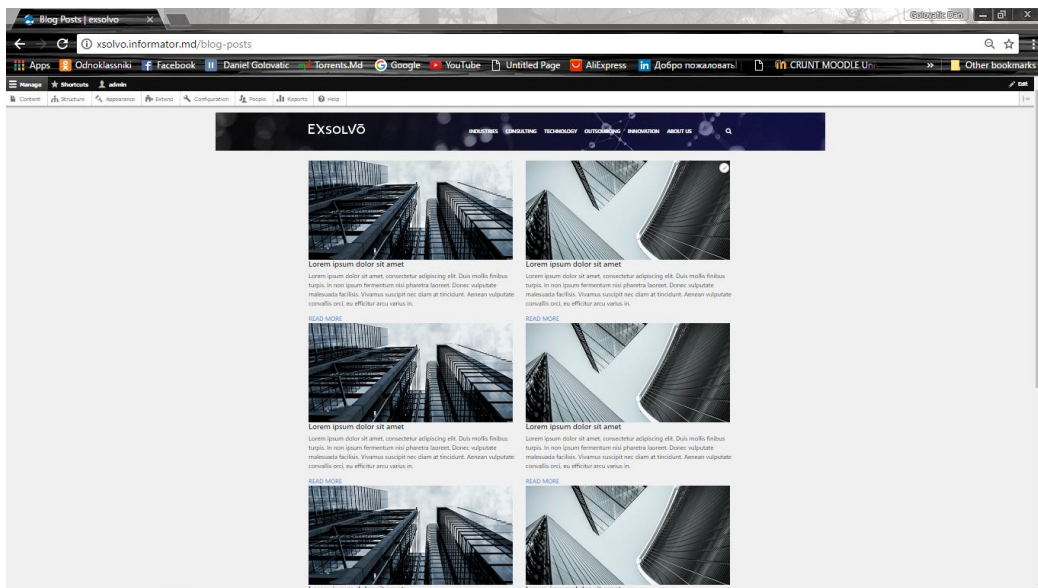 Blog Posts | exsolvo
Golovatic Dan
xsolvo.informator.md/blog-posts
Apps Odnoklassniki Facebook Daniel Golovatic Torrents.Md Google YouTube Untitled Page AliExpress Добро пожаловать! CRUNT MOODLE Un » Other bookmarks
Manage Shortcuts admin Edit
Content Structure Appearance Extend Configuration People Reports Help
EXSOLVŌ
INDUSTRIES CONSULTING TECHNOLOGY OUTSOURCING INNOVATION ABOUT US
Lorem ipsum dolor sit amet
Lorem ipsum dolor sit amet, consectetur adipiscing elit. Duis mollis finibus
turpis. In non ipsum fermentum nisi pharetra laoreet. Donec vulputate
malesuada facilisis. Vivamus suscipit nec diam at tincidunt. Aenean vulputate
convallis orci, eu efficitur arcu varius in.
READ MORE
Lorem ipsum dolor sit amet
Lorem ipsum dolor sit amet, consectetur adipiscing elit. Duis mollis finibus
turpis. In non ipsum fermentum nisi pharetra laoreet. Donec vulputate
malesuada facilisis. Vivamus suscipit nec diam at tincidunt. Aenean vulputate
convallis orci, eu efficitur arcu varius in.
READ MORE
Lorem ipsum dolor sit amet
Lorem ipsum dolor sit amet, consectetur adipiscing elit. Duis mollis finibus
turpis. In non ipsum fermentum nisi pharetra laoreet. Donec vulputate
malesuada facilisis. Vivamus suscipit nec diam at tincidunt. Aenean vulputate
convallis orci, eu efficitur arcu varius in.
READ MORE
Lorem ipsum dolor sit amet
Lorem ipsum dolor sit amet, consectetur adipiscing elit. Duis mollis finibus
turpis. In non ipsum fermentum nisi pharetra laoreet. Donec vulputate
malesuada facilisis. Vivamus suscipit nec diam at tincidunt. Aenean vulputate
convallis orci, eu efficitur arcu varius in.
READ MORE